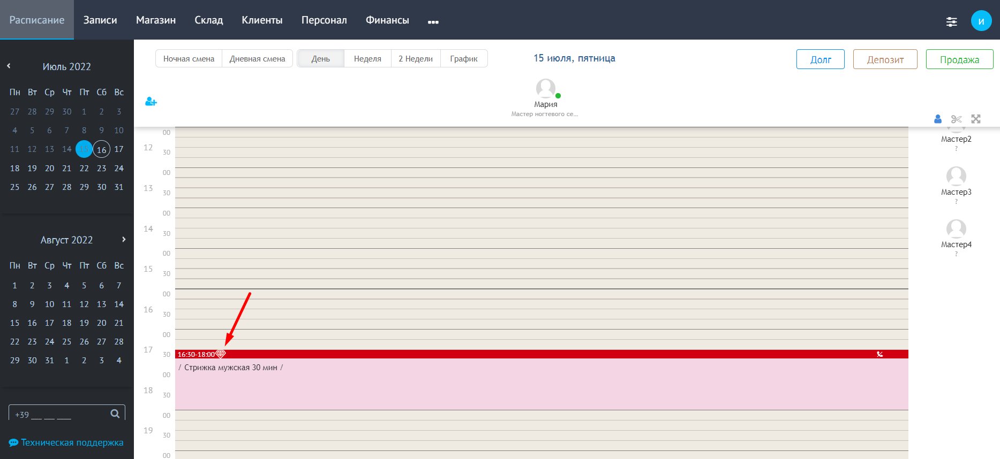 Расписание Записи Магазин Склад Клиенты Персонал Финансы ... и
Июль 2022
Пн Вт Ср Чт Пт Сб Вс
27 28 29 30 1 2 3
4 5 6 7 8 9 10
11 12 13 14 15 16 17
18 19 20 21 22 23 24
25 26 27 28 29 30 31
Август 2022
Пн Вт Ср Чт Пт Сб Вс
1 2 3 4 5 6 7
8 9 10 11 12 13 14
15 16 17 18 19 20 21
22 23 24 25 26 27 28
29 30 31 1 2 3 4
+39 ___ ___ ____
Техническая поддержка
Ночная смена Дневная смена День Неделя 2 Недели График
15 июля, пятница
Долг Депозит Продажа
Мария
Мастер ногтевого се...
00
12
30
00
13
30
00
14
30
00
15
30
00
16
30
00
17
30
16:30-18:00
/ Стрижка мужская 30 мин /
00
18
30
00
19
30
00
Мастер2
?
Мастер3
?
Мастер4
?